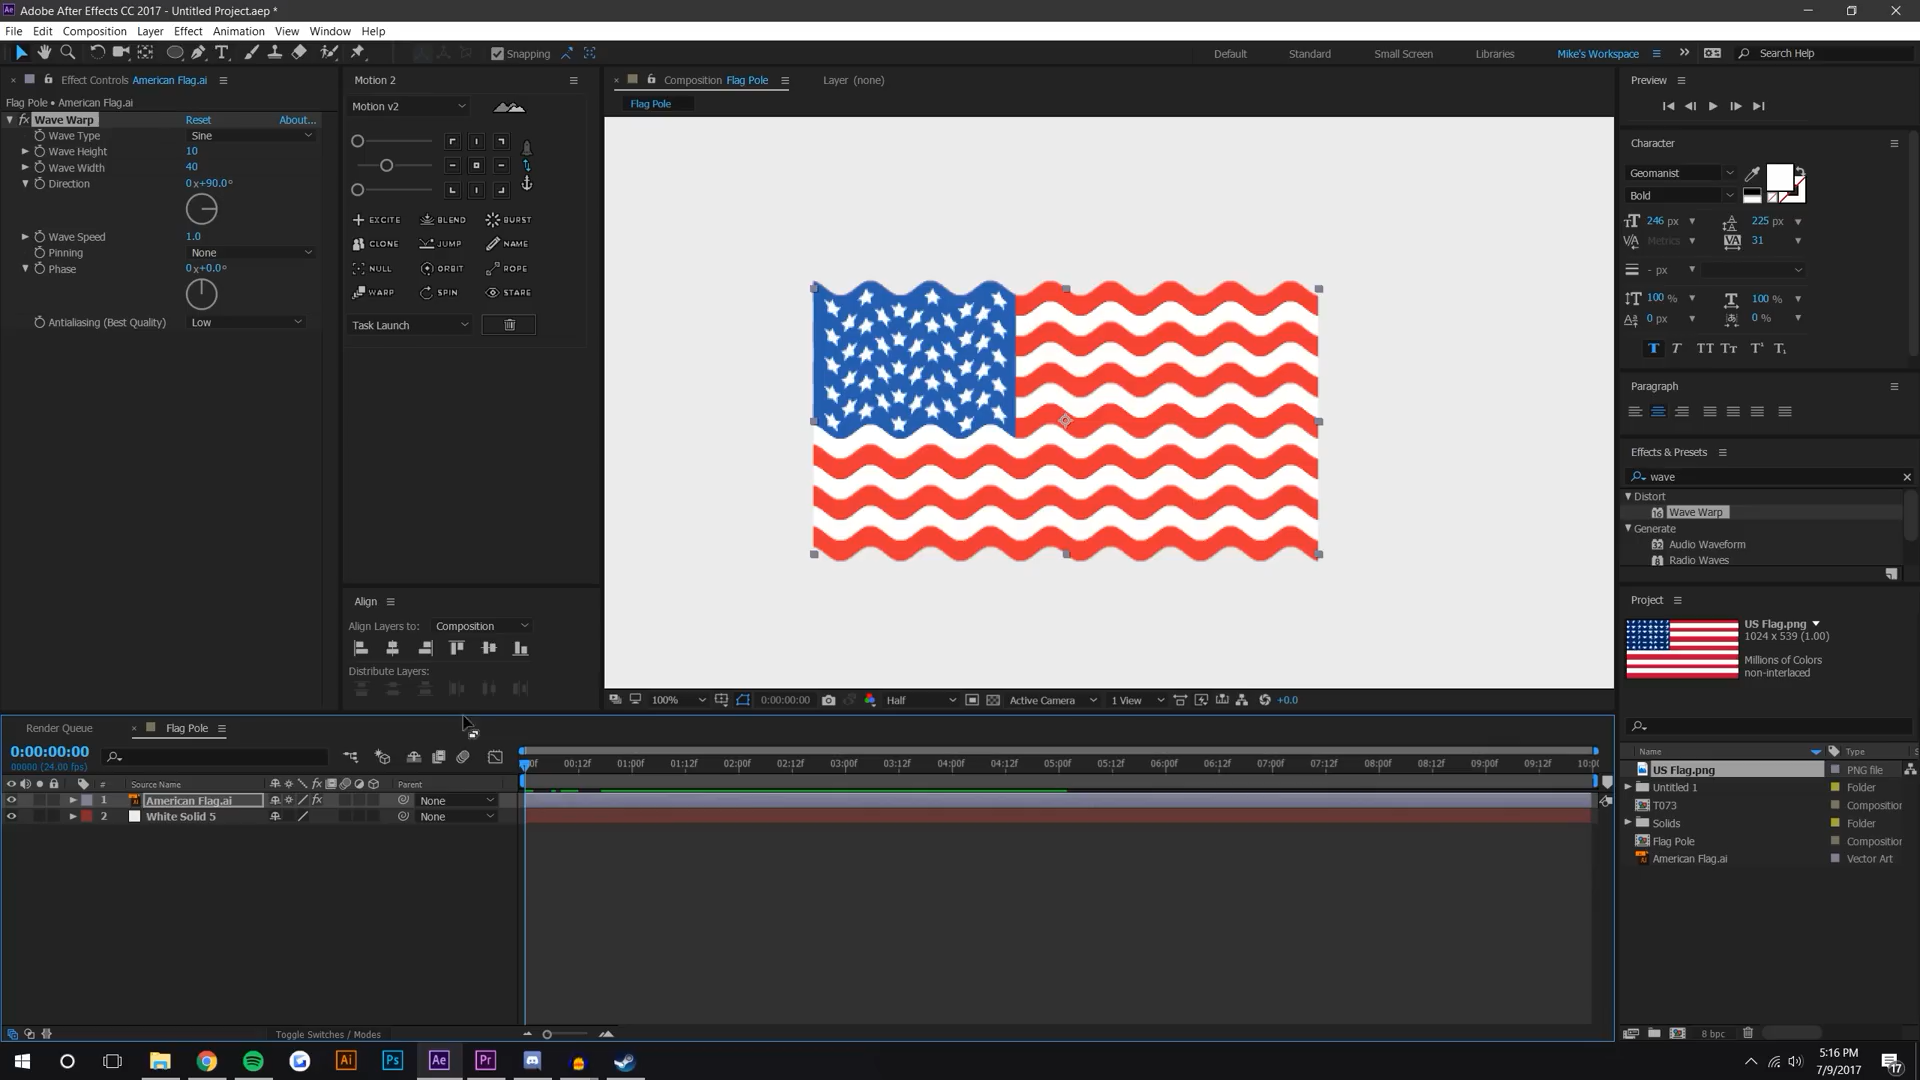 Adobe After Effects CC 2017 - Untitled Project.aep *
File Edit Composition Layer Effect Animation View Window Help
Snapping
Default Standard Small Screen Libraries Mike's Workspace Search Help
Effect Controls American Flag.ai
Flag Pole • American Flag.ai
Wave Warp Reset About...
Wave Type Sine
Wave Height 10
Wave Width 40
Direction 0x+90.0°
Wave Speed 1.0
Pinning None
Phase 0x+0.0°
Antialiasing (Best Quality) Low
Motion 2
Motion v2
EXCITE BLEND BURST
CLONE JUMP NAME
NULL ORBIT ROPE
WARP SPIN STARE
Task Launch
Align
Align Layers to: Composition
Distribute Layers:
Composition Flag Pole Layer (none)
Flag Pole
100% 0:00:00:00 Half Active Camera 1 View +0.0
Preview
Character
Geomanist
Bold
246 px 225 px
Metrics 31
- px
100 % 100 %
0 px 0 %
T T TT Tт T¹ T₁
Paragraph
Effects & Presets
wave
Distort
Wave Warp
Generate
Audio Waveform
Radio Waves
Project
US Flag.png
1024 x 539 (1.00)
Millions of Colors
non-interlaced
Name Type
US Flag.png PNG file
Untitled 1 Folder
T073 Composition
Solids Folder
Flag Pole Composition
American Flag.ai Vector Art
8 bpc
Render Queue Flag Pole
0:00:00:00
00000 (24.00 fps)
00:12f 01:00f 01:12f 02:00f 02:12f 03:00f 03:12f 04:00f 04:12f 05:00f 05:12f 06:00f 06:12f 07:00f 07:12f 08:00f 08:12f 09:00f 09:12f 10:00
# Source Name Parent
1 American Flag.ai None
2 White Solid 5 None
Toggle Switches / Modes
Ai Ps Ae Pr
5:16 PM
7/9/2017
17